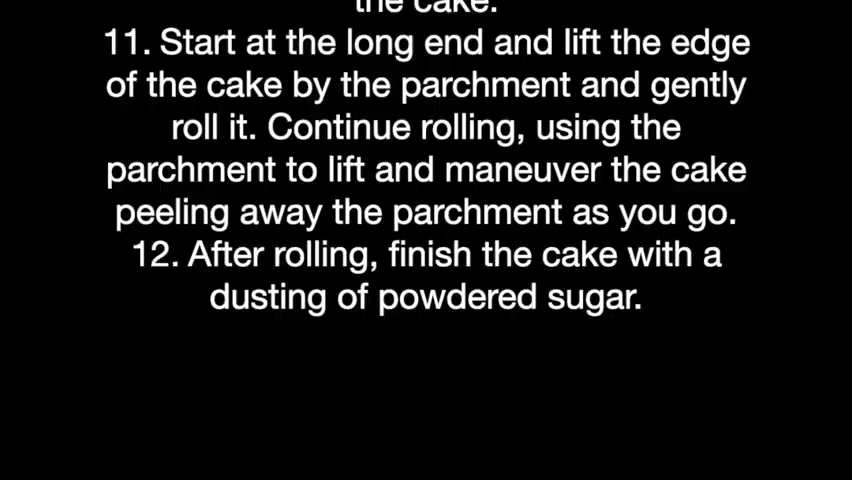 the cake.
11. Start at the long end and lift the edge
of the cake by the parchment and gently
roll it. Continue rolling, using the
parchment to lift and maneuver the cake
peeling away the parchment as you go.
12. After rolling, finish the cake with a
dusting of powdered sugar.